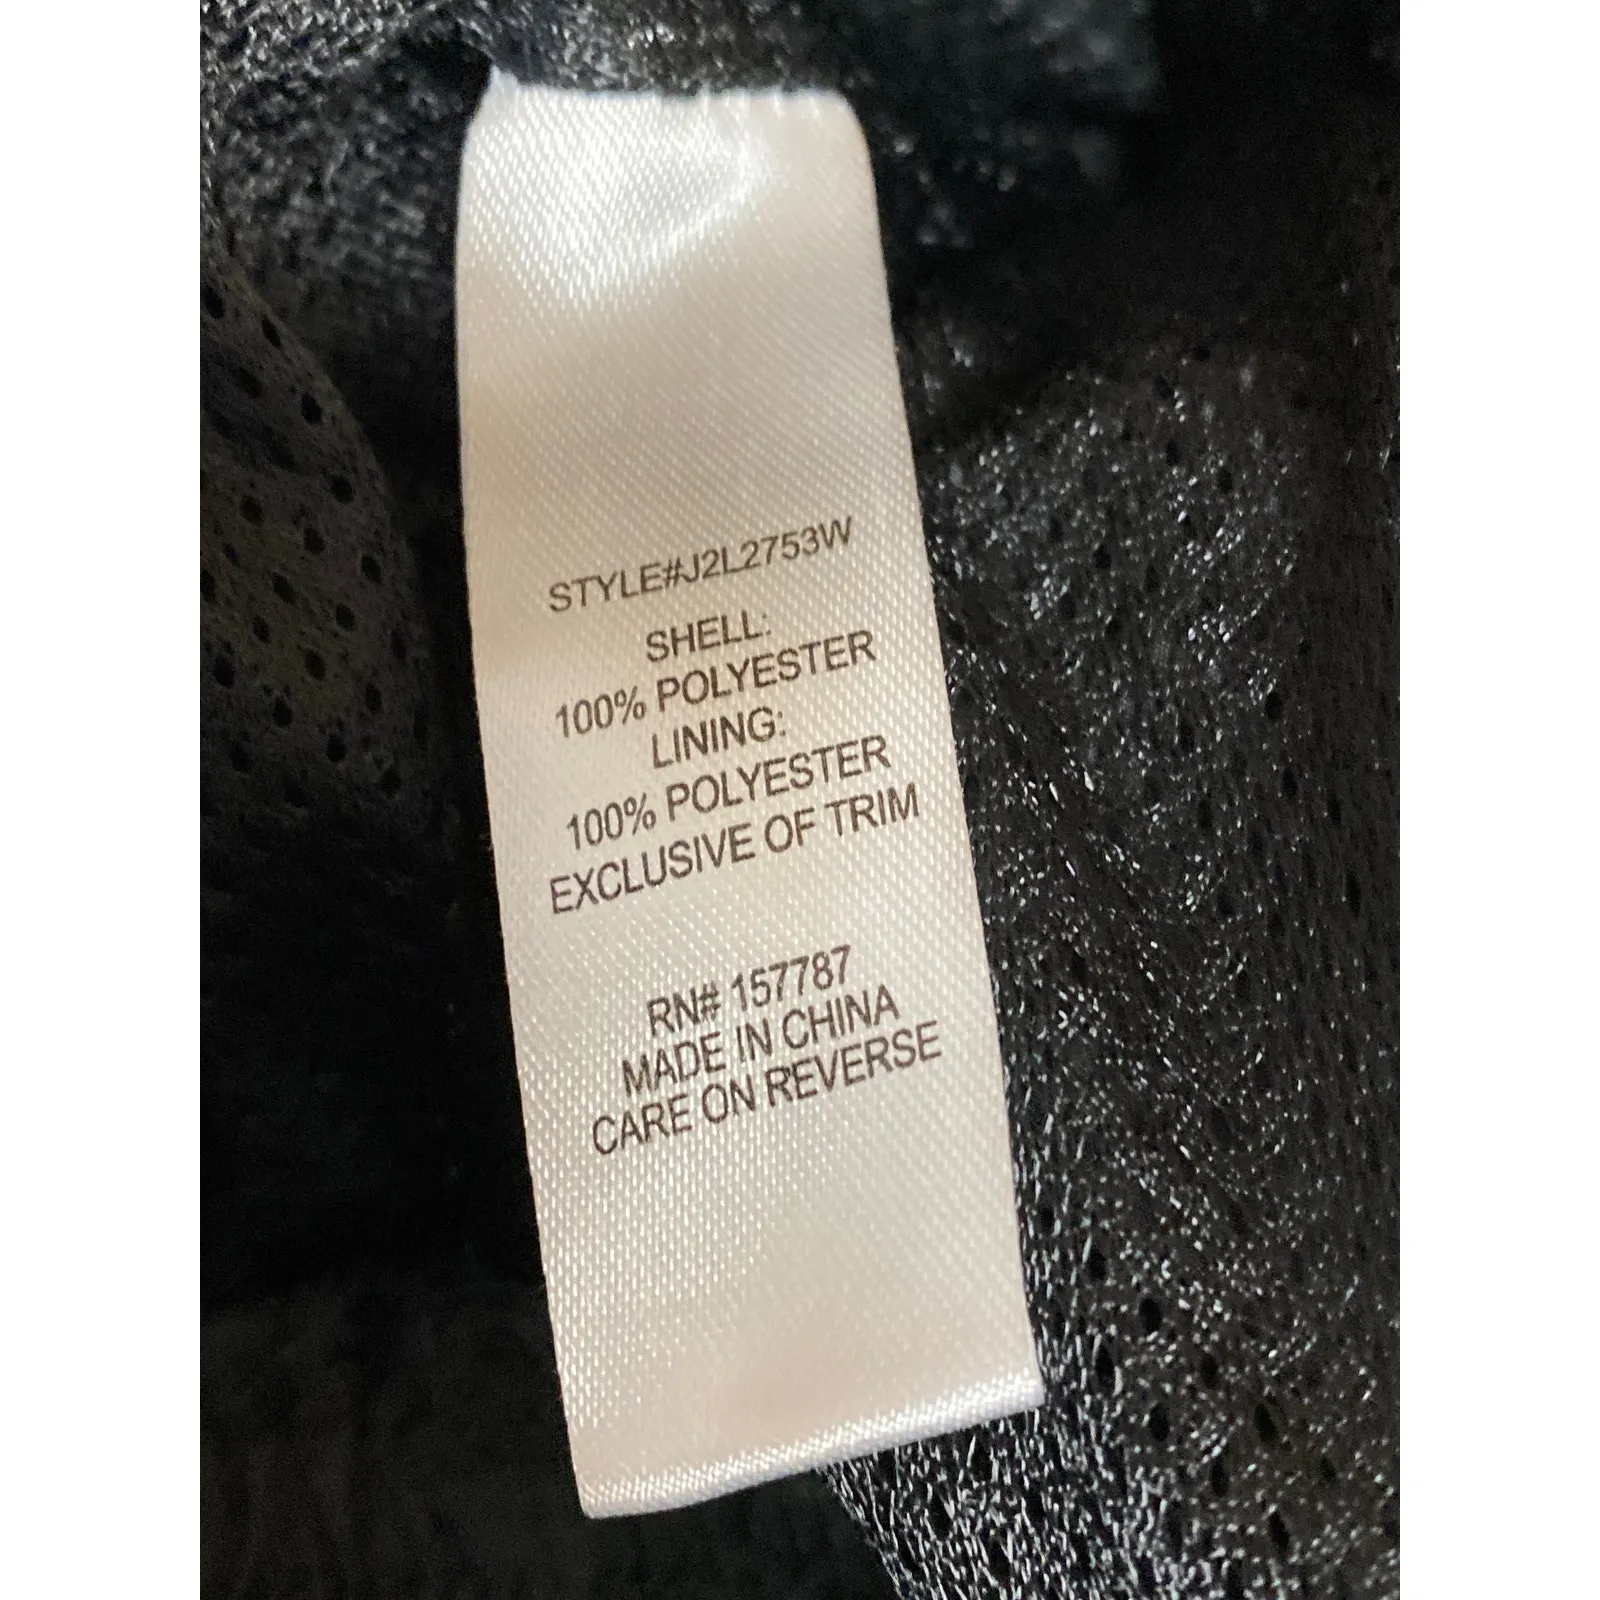 STYLE#J2L2753W
SHELL:
100% POLYESTER
LINING:
100% POLYESTER
EXCLUSIVE OF TRIM
RN# 157787
MADE IN CHINA
CARE ON REVERSE